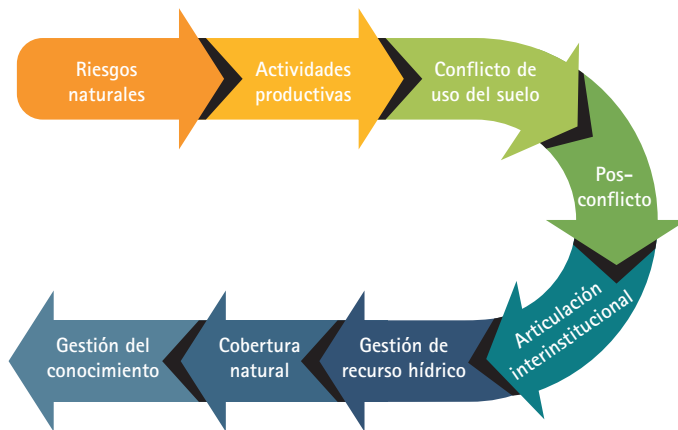 Riesgos
naturales
Actividades
productivas
Conflicto de
uso del suelo
Pos-
conflicto
Articulación
interinstitucional
Gestión de
recurso hídrico
Cobertura
natural
Gestión del
conocimiento